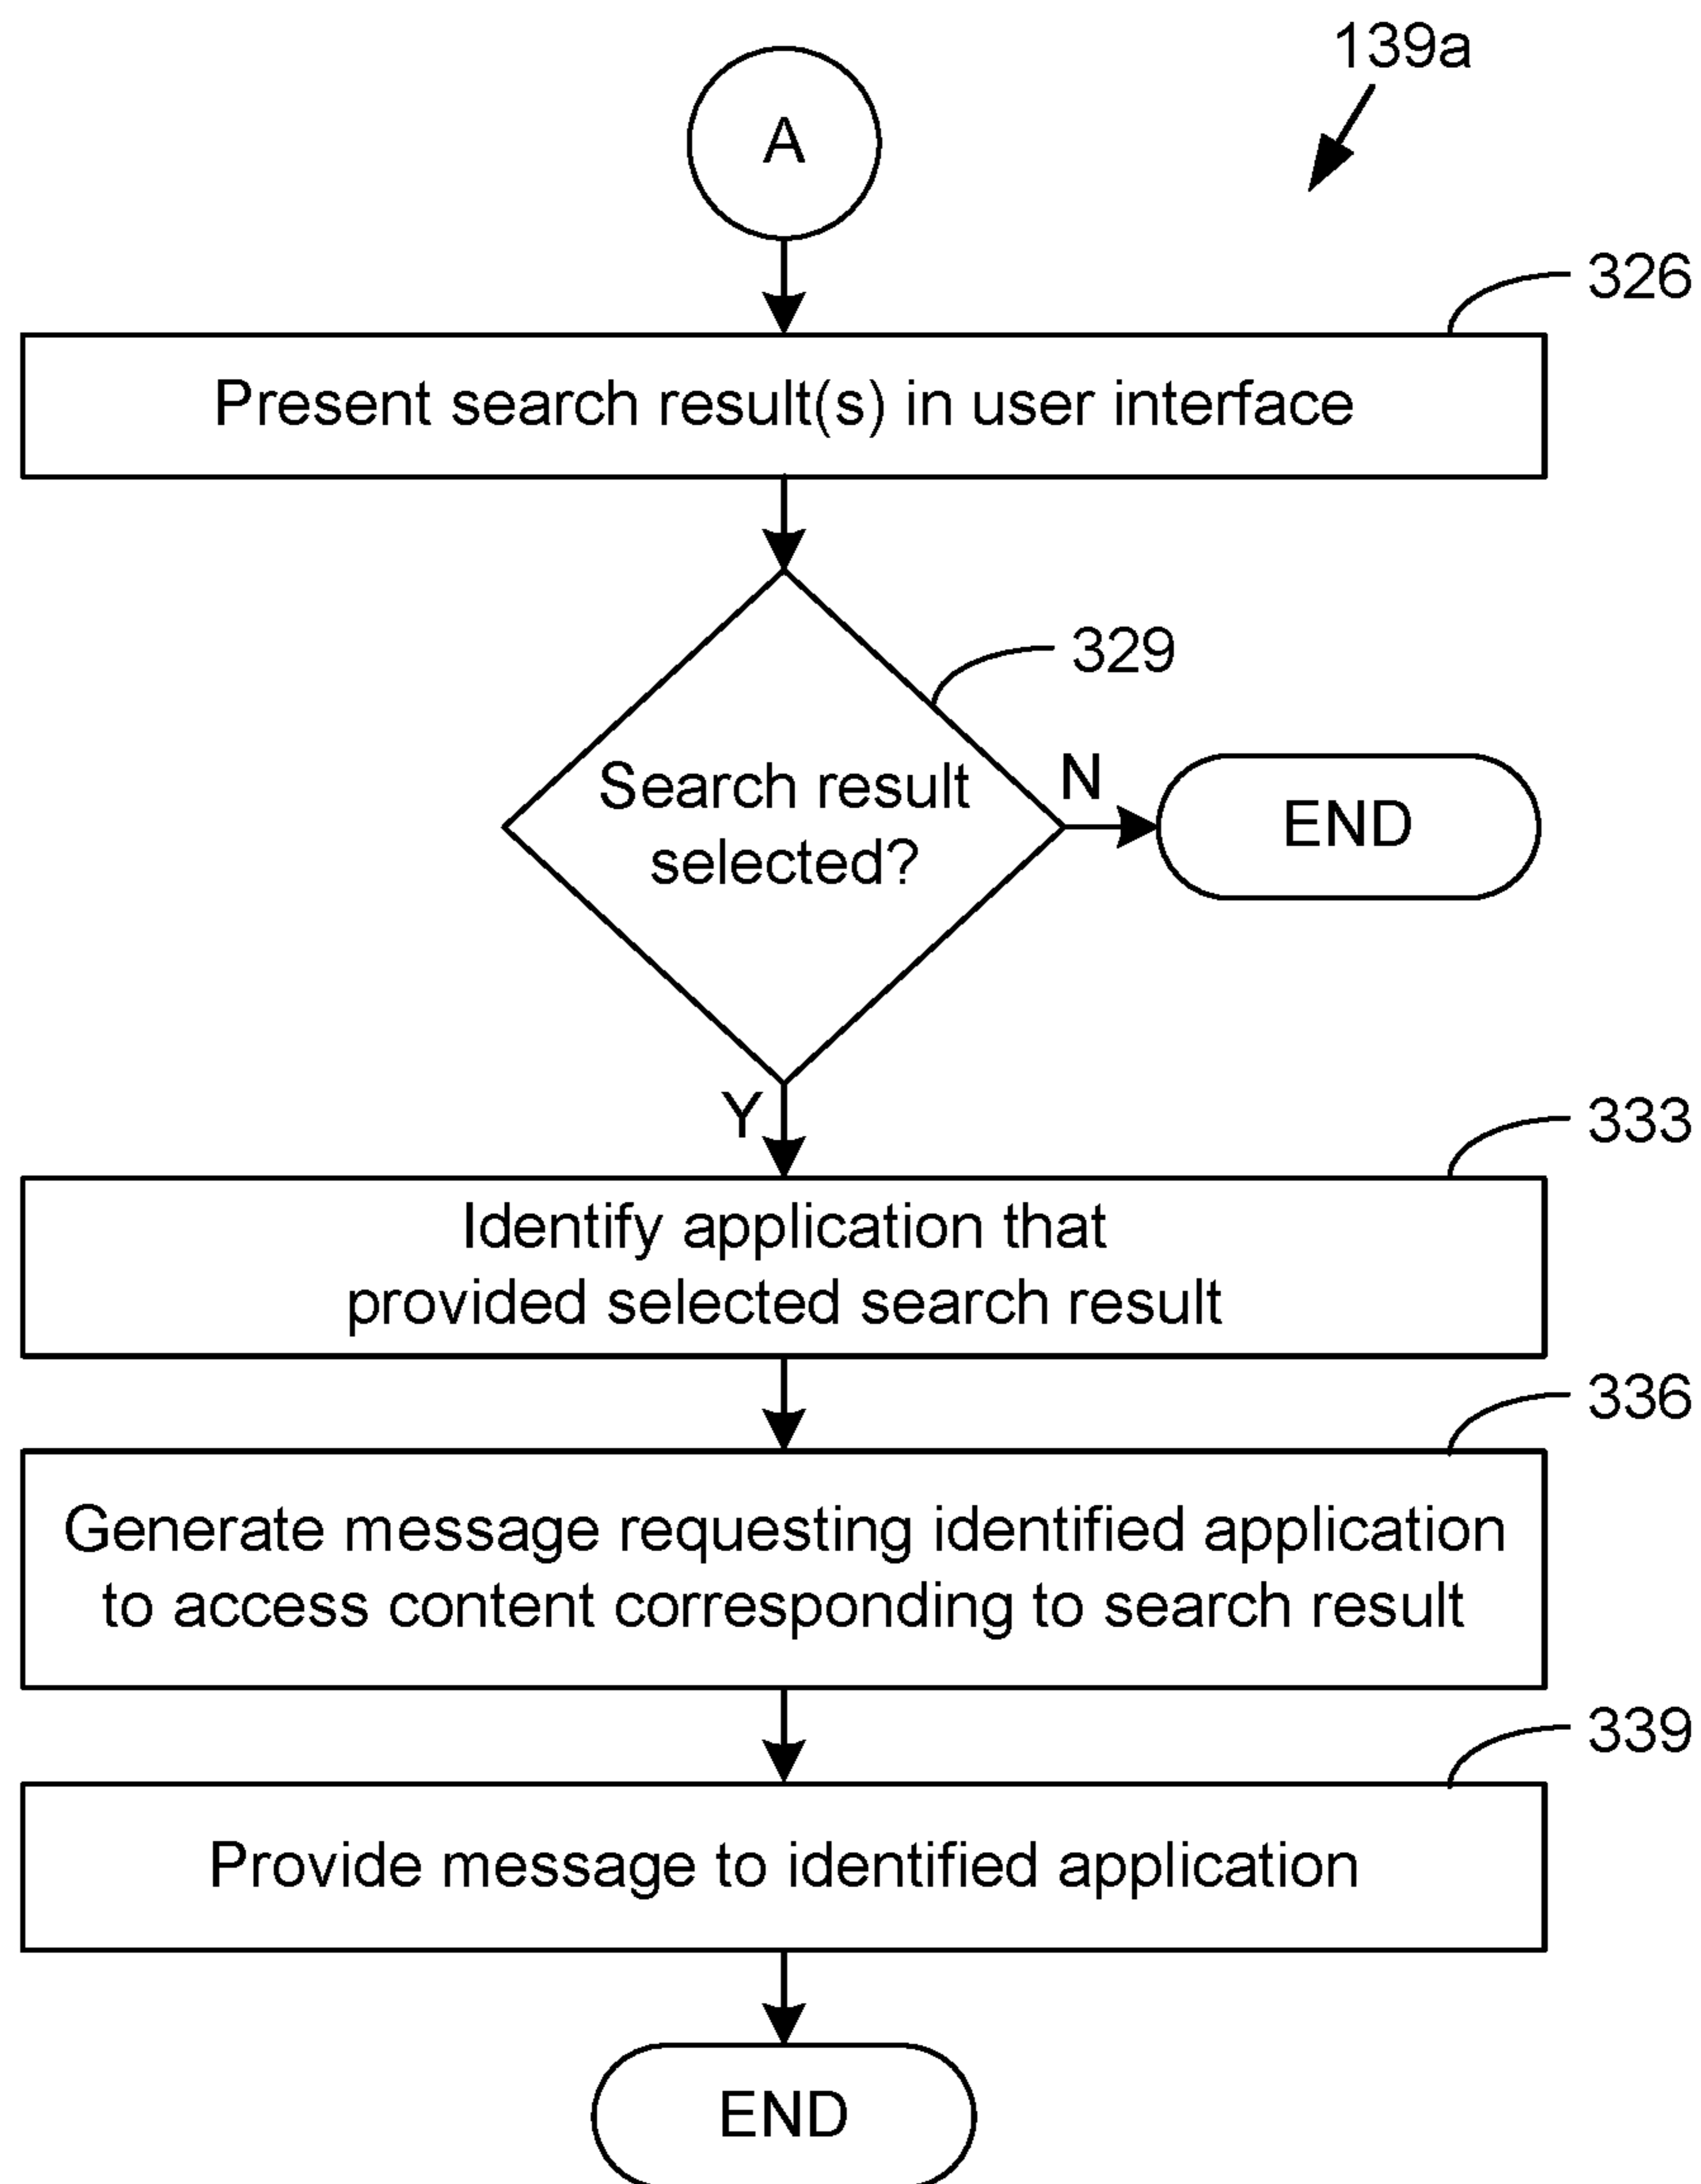 139a
A
326
Present search result(s) in user interface
329
Search result
selected?
N
END
Y
333
Identify application that
provided selected search result
336
Generate message requesting identified application
to access content corresponding to search result
339
Provide message to identified application
END